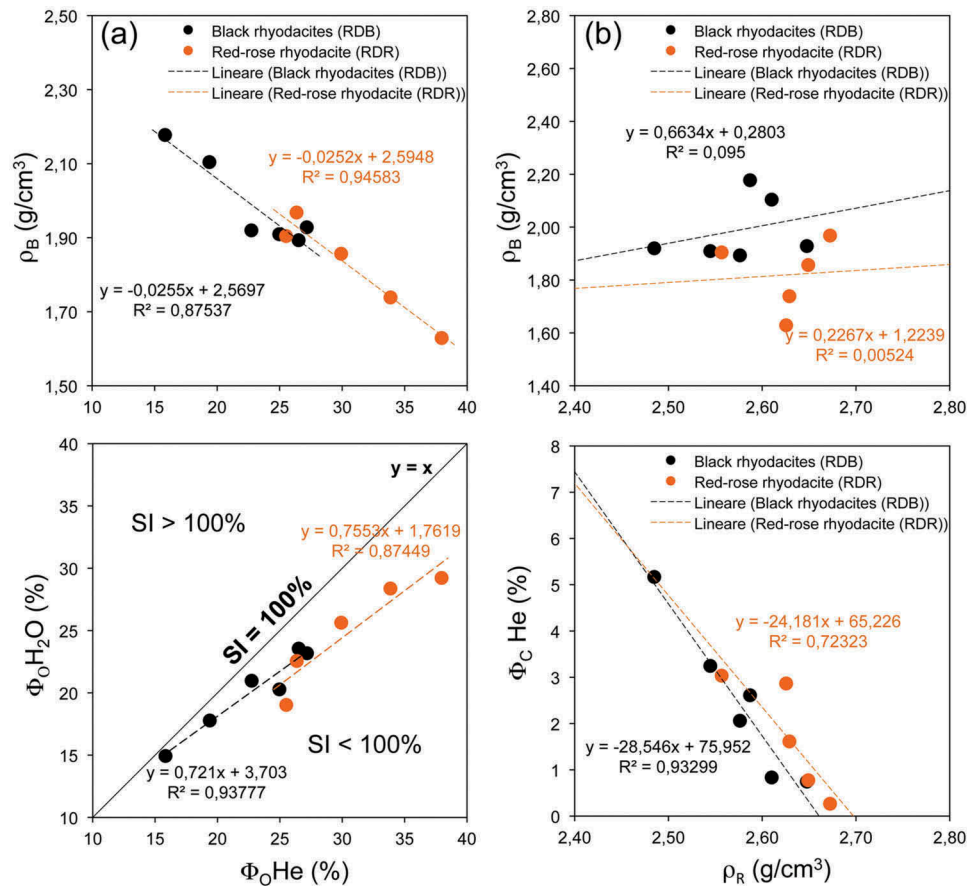 (a)
Black rhyodacites (RDB)
Red-rose rhyodacite (RDR)
Lineare (Black rhyodacites (RDB))
Lineare (Red-rose rhyodacite (RDR))
2,50
2,30
2,10
1,90
1,70
1,50
ρB (g/cm³)
y = -0,0252x + 2,5948
R² = 0,94583
y = -0,0255x + 2,5697
R² = 0,87537
10 15 20 25 30 35 40
(b)
Black rhyodacites (RDB)
Red-rose rhyodacite (RDR)
Lineare (Black rhyodacites (RDB))
Lineare (Red-rose rhyodacite (RDR))
2,80
2,60
2,40
2,20
2,00
1,80
1,60
1,40
ρB (g/cm³)
y = 0,6634x + 0,2803
R² = 0,095
y = 0,2267x + 1,2239
R² = 0,00524
2,40 2,50 2,60 2,70 2,80
40
35
30
25
20
15
10
ΦOH2O (%)
y = x
SI > 100%
y = 0,7553x + 1,7619
R² = 0,87449
SI = 100%
SI < 100%
y = 0,721x + 3,703
R² = 0,93777
10 15 20 25 30 35 40
ΦOHe (%)
Black rhyodacites (RDB)
Red-rose rhyodacite (RDR)
Lineare (Black rhyodacites (RDB))
Lineare (Red-rose rhyodacite (RDR))
8
7
6
5
4
3
2
1
0
ΦC He (%)
y = -24,181x + 65,226
R² = 0,72323
y = -28,546x + 75,952
R² = 0,93299
2,40 2,50 2,60 2,70 2,80
ρR (g/cm³)